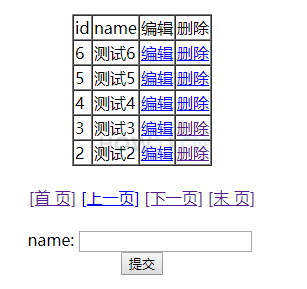 id name 编辑 删除
6 测试6 编辑 删除
5 测试5 编辑 删除
4 测试4 编辑 删除
3 测试3 编辑 删除
2 测试2 编辑 删除
[首 页] [上一页] [下一页] [末 页]
name:
提交